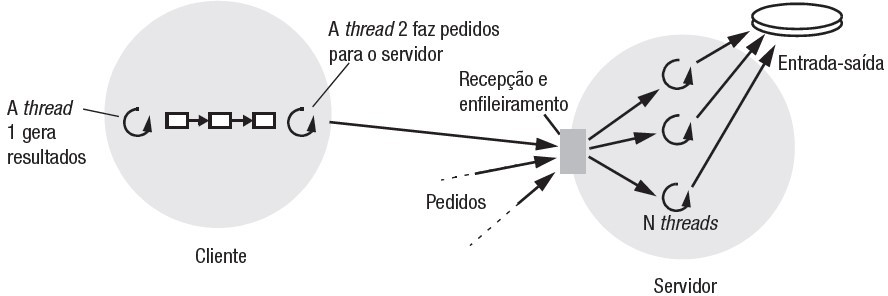 A thread 2 faz pedidos
para o servidor
A thread
1 gera
resultados
Recepção e
enfileiramento
Entrada-saída
Pedidos
N threads
Cliente
Servidor